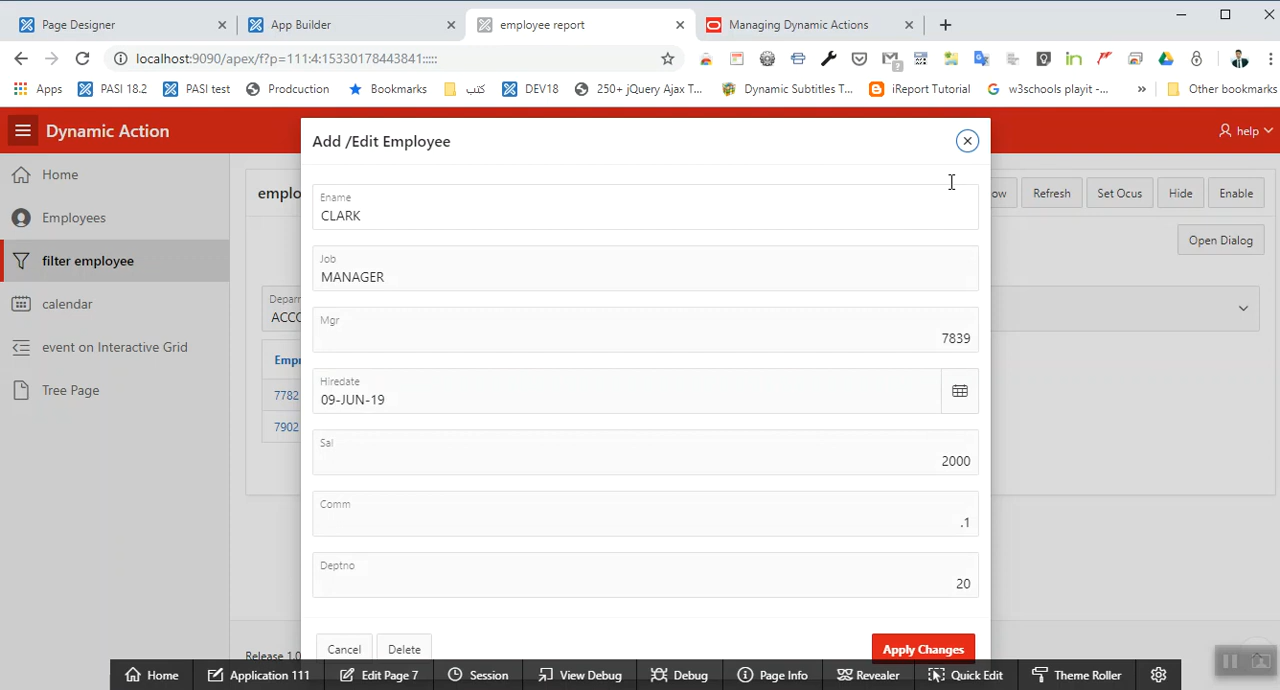 Page Designer
App Builder
employee report
Managing Dynamic Actions
localhost:9090/apex/f?p=111:4:15330178443841:::::
Apps
PASI 18.2
PASI test
Production
Bookmarks
كتب
DEV18
250+ jQuery Ajax T...
Dynamic Subtitles T...
iReport Tutorial
w3schools playit -...
Other bookmarks
Dynamic Action
help
Home
Employees
filter employee
calendar
event on Interactive Grid
Tree Page
emplo
ow
Refresh
Set Ocus
Hide
Enable
Open Dialog
Depar
ACCO
Empr
7782
7902
Release 1.0
Add /Edit Employee
Ename
CLARK
Job
MANAGER
Mgr
7839
Hiredate
09-JUN-19
Sal
2000
Comm
.1
Deptno
20
Cancel
Delete
Apply Changes
Home
Application 111
Edit Page 7
Session
View Debug
Debug
Page Info
Revealer
Quick Edit
Theme Roller